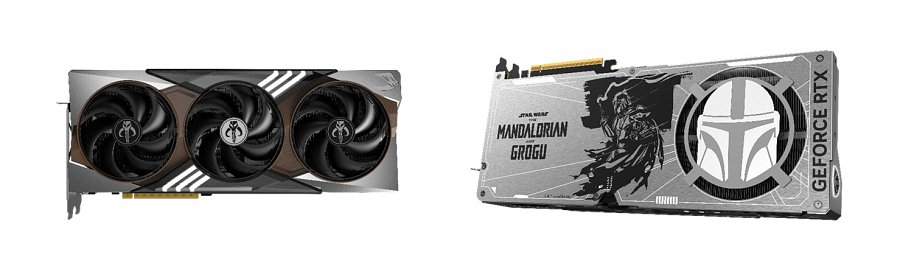 STAR WARS
THE
MANDALORIAN
AND
GROGU
GEFORCE RTX